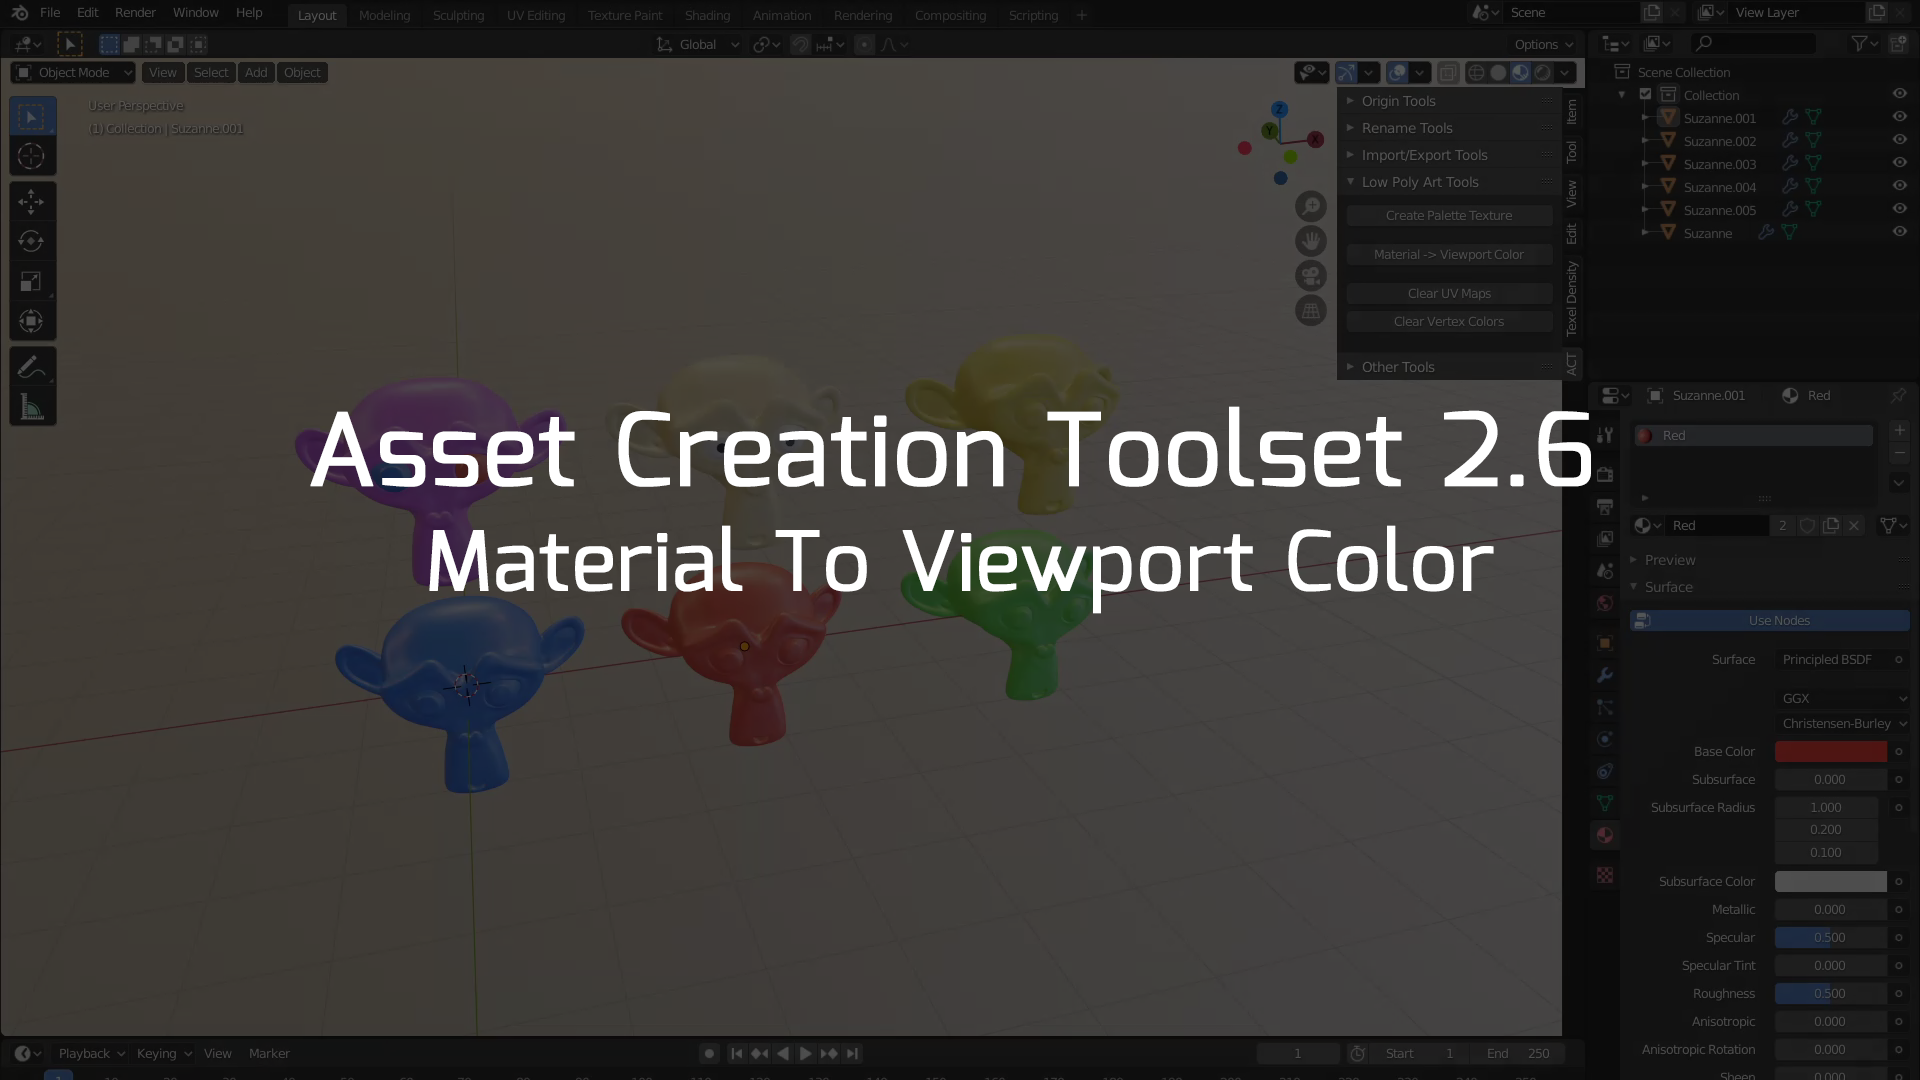 File Edit Render Window Help Layout Modeling Sculpting UV Editing Texture Paint Shading Animation Rendering Compositing Scripting + Scene View Layer
Global Options
Object Mode View Select Add Object
User Perspective
(1) Collection | Suzanne.001
Z
Y
X
Origin Tools
Rename Tools
Import/Export Tools
Low Poly Art Tools
Create Palette Texture
Material -> Viewport Color
Clear UV Maps
Clear Vertex Colors
Other Tools
Item
Tool
View
Edit
Texel Density
ACT
Scene Collection
Collection
Suzanne.001
Suzanne.002
Suzanne.003
Suzanne.004
Suzanne.005
Suzanne
Asset Creation Toolset 2.6
Material To Viewport Color
Suzanne.001 Red
Red
Red 2
Preview
Surface
Use Nodes
Surface Principled BSDF
GGX
Christensen-Burley
Base Color
Subsurface 0.000
Subsurface Radius 1.000
0.200
0.100
Subsurface Color
Metallic 0.000
Specular 0.500
Specular Tint 0.000
Roughness 0.500
Anisotropic 0.000
Anisotropic Rotation 0.000
Sheen 0.000
Playback Keying View Marker 1 Start 1 End 250
1